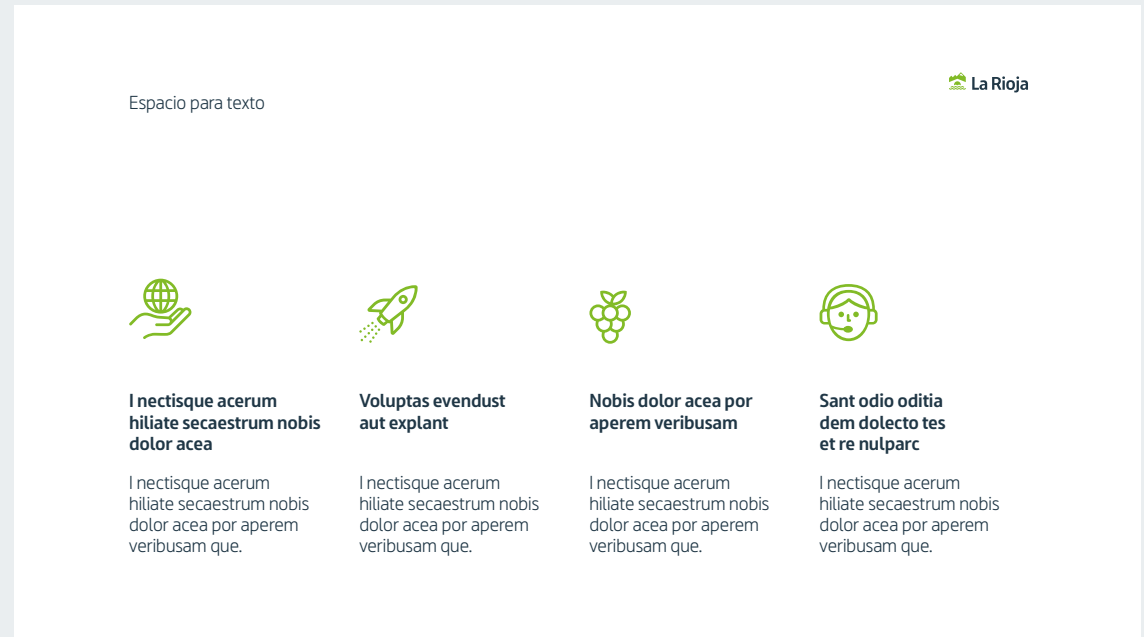 Espacio para texto
La Rioja
I nectisque acerum
hiliate secaestrum nobis
dolor acea
I nectisque acerum
hiliate secaestrum nobis
dolor acea por aperem
veribusam que.
Voluptas evendust
aut explant
I nectisque acerum
hiliate secaestrum nobis
dolor acea por aperem
veribusam que.
Nobis dolor acea por
aperem veribusam
I nectisque acerum
hiliate secaestrum nobis
dolor acea por aperem
veribusam que.
Sant odio oditia
dem dolecto tes
et re nulparc
I nectisque acerum
hiliate secaestrum nobis
dolor acea por aperem
veribusam que.